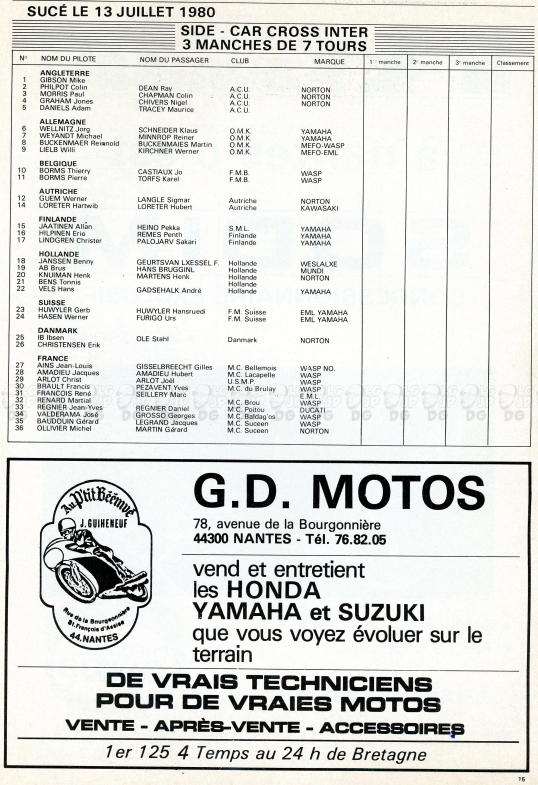 SUCÉ LE 13 JUILLET 1980
SIDE - CAR CROSS INTER
3 MANCHES DE 7 TOURS
N° NOM DU PILOTE NOM DU PASSAGER CLUB MARQUE 1re manche 2e manche 3e manche Classement
ANGLETERRE
1 GIBSON Mike
2 PHILPOT Colin DEAN Ray A.C.U. NORTON
3 MORRIS Paul CHAPMAN Colin A.C.U. NORTON
4 GRAHAM Jones CHIVERS Nigel A.C.U. NORTON
5 DANIELS Adam TRACEY Maurice A.C.U.
ALLEMAGNE
6 WELLNITZ Jorg SCHNEIDER Klaus O.M.K. YAMAHA
7 WEYANDT Michael MINNROP Reiner O.M.K. YAMAHA
8 BUCKENMAER Reinold BUCKENMAIES Martin O.M.K. MEFO-WASP
9 LIELB Willi KIRCHNER Werner O.M.K. MEFO-EML
BELGIQUE
10 BORMS Thierry CASTIAUX Jo F.M.B. WASP
11 BORMS Pierre TORFS Karel F.M.B. WASP
AUTRICHE
12 GUEM Werner LANGLE Sigmar Autriche NORTON
14 LORETER Hartwib LORETER Hubert Autriche KAWASAKI
FINLANDE
15 JAATINEN Allan HEINO Pekka S.M.L. YAMAHA
16 HILPINEN Erio REMES Penth Finlande YAMAHA
17 LINDGREN Christer PALOJARV Sakari Finlande YAMAHA
HOLLANDE
18 JANSSEN Benny GEURTSVAN LXESSEL F. Hollande WESLALXE
19 AB Brus HANS BRUGGINL Hollande MUNDI
20 KNIJIMAN Henk MARTENS Henk Hollande NORTON
21 BENS Tonnis Hollande
22 VELS Hans GADSEHALK André Hollande YAMAHA
SUISSE
23 HUWYLER Gerb HUWYLER Hansruedi F.M. Suisse EML YAMAHA
24 HASEN Werner FURIGO Urs F.M. Suisse EML YAMAHA
DANMARK
25 IB Ibsen OLE Stahl Danmark NORTON
26 CHRISTENSEN Erik
FRANCE
27 AINS Jean-Louis GISSELBREECHT Gilles M.C. Bellemois WASP NO.
28 AMADIEU Jacques AMADIEU Hubert M.C. Lacapelle WASP
29 ARLOT Christ ARLOT Joël U.S.M.P. WASP
30 BRAULT Francis PEZAVENT Yves M.C. du Brulay WASP
31 FRANCOIS René SEILLERY Marc E.M.L.
32 RENARD Martial M.C. Brou WASP
33 REGNIER Jean-Yves REGNIER Daniel M.C. Poitou DUCATI
34 VALDERAMA José GROSSO Georges M.C. Baldag'os WASP
35 BAUDOUIN Gérard LEGRAND Jacques M.C. Suceen WASP
36 OLLIVIER Michel MARTIN Gérard M.C. Suceen NORTON
DG DG DG DG DG DG
Au P'tit Béémvé
J. GUIHENEUF
Rue de la Bourgonnière
St. François d'Assise
44. NANTES
G.D. MOTOS
78, avenue de la Bourgonnière
44300 NANTES - Tél. 76.82.05
vend et entretient
les HONDA
YAMAHA et SUZUKI
que vous voyez évoluer sur le
terrain
DE VRAIS TECHNICIENS
POUR DE VRAIES MOTOS
VENTE - APRÈS-VENTE - ACCESSOIRES
1er 125 4 Temps au 24 h de Bretagne
15